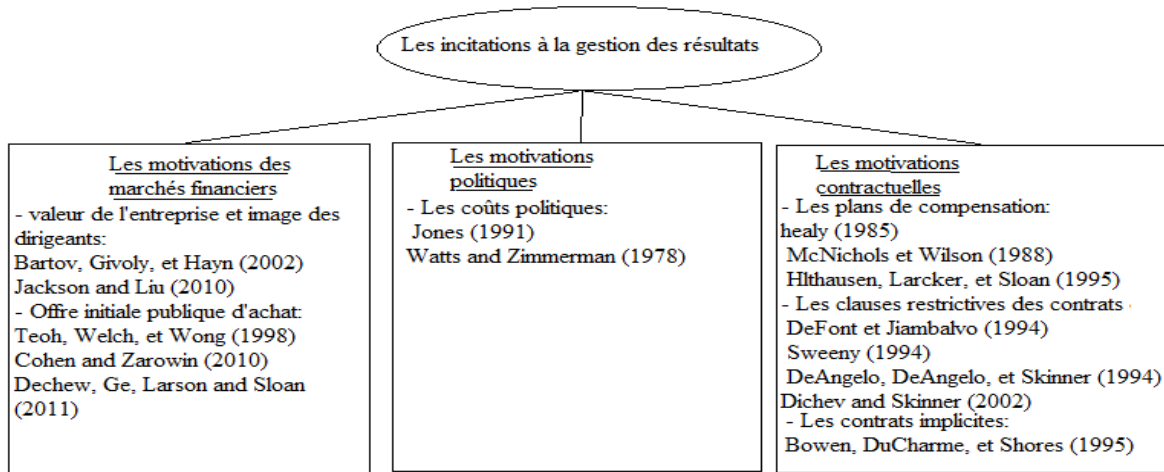 Les incitations à la gestion des résultats
Les motivations des
marchés financiers
- valeur de l'entreprise et image des
dirigeants:
Bartov, Givoly, et Hayn (2002)
Jackson and Liu (2010)
- Offre initiale publique d'achat:
Teoh, Welch, et Wong (1998)
Cohen and Zarowin (2010)
Dechew, Ge, Larson and Sloan
(2011)
Les motivations
politiques
- Les coûts politiques:
Jones (1991)
Watts and Zimmerman (1978)
Les motivations
contractuelles
- Les plans de compensation:
healy (1985)
McNichols et Wilson (1988)
Hlthausen, Larcker, et Sloan (1995)
- Les clauses restrictives des contrats
DeFont et Jiambalvo (1994)
Sweeny (1994)
DeAngelo, DeAngelo, et Skinner (1994)
Dichev and Skinner (2002)
- Les contrats implicites:
Bowen, DuCharme, et Shores (1995)